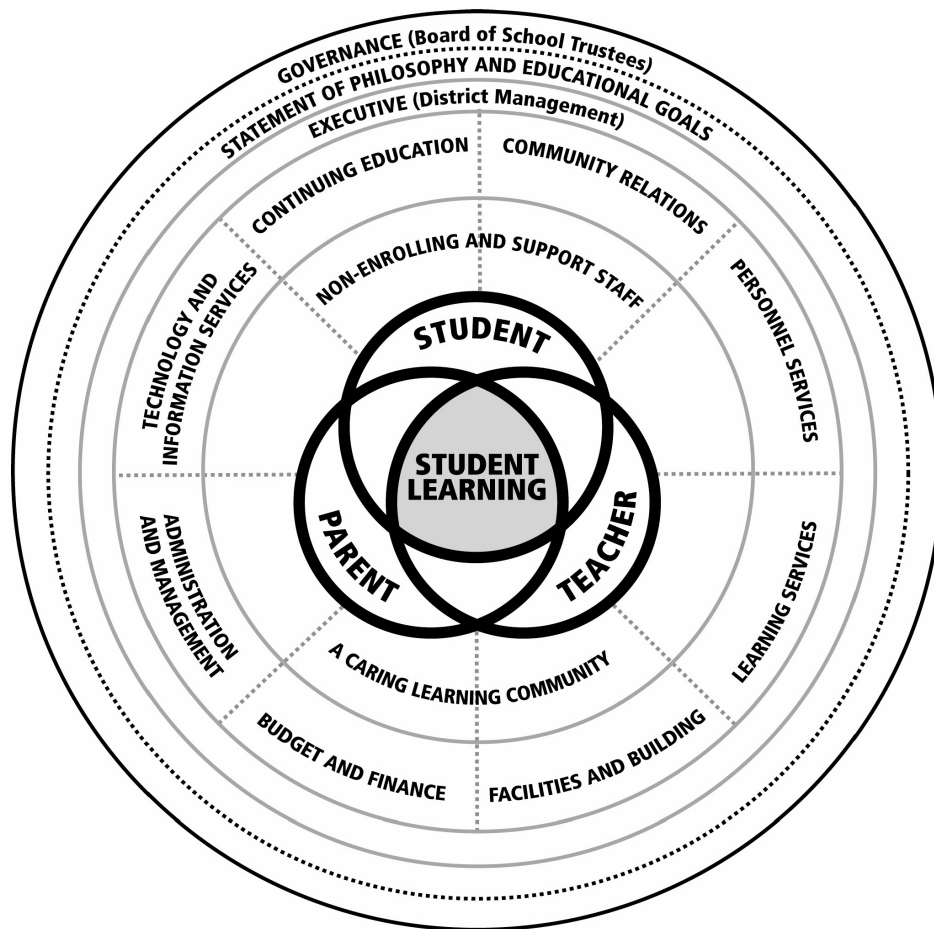 GOVERNANCE (Board of School Trustees)
STATEMENT OF PHILOSOPHY AND EDUCATIONAL GOALS
EXECUTIVE (District Management)
CONTINUING EDUCATION
COMMUNITY RELATIONS
NON-ENROLLING AND SUPPORT STAFF
TECHNOLOGY AND
INFORMATION SERVICES
PERSONNEL SERVICES
STUDENT
STUDENT
LEARNING
PARENT
TEACHER
ADMINISTRATION
AND MANAGEMENT
LEARNING SERVICES
A CARING LEARNING COMMUNITY
BUDGET AND FINANCE
FACILITIES AND BUILDING